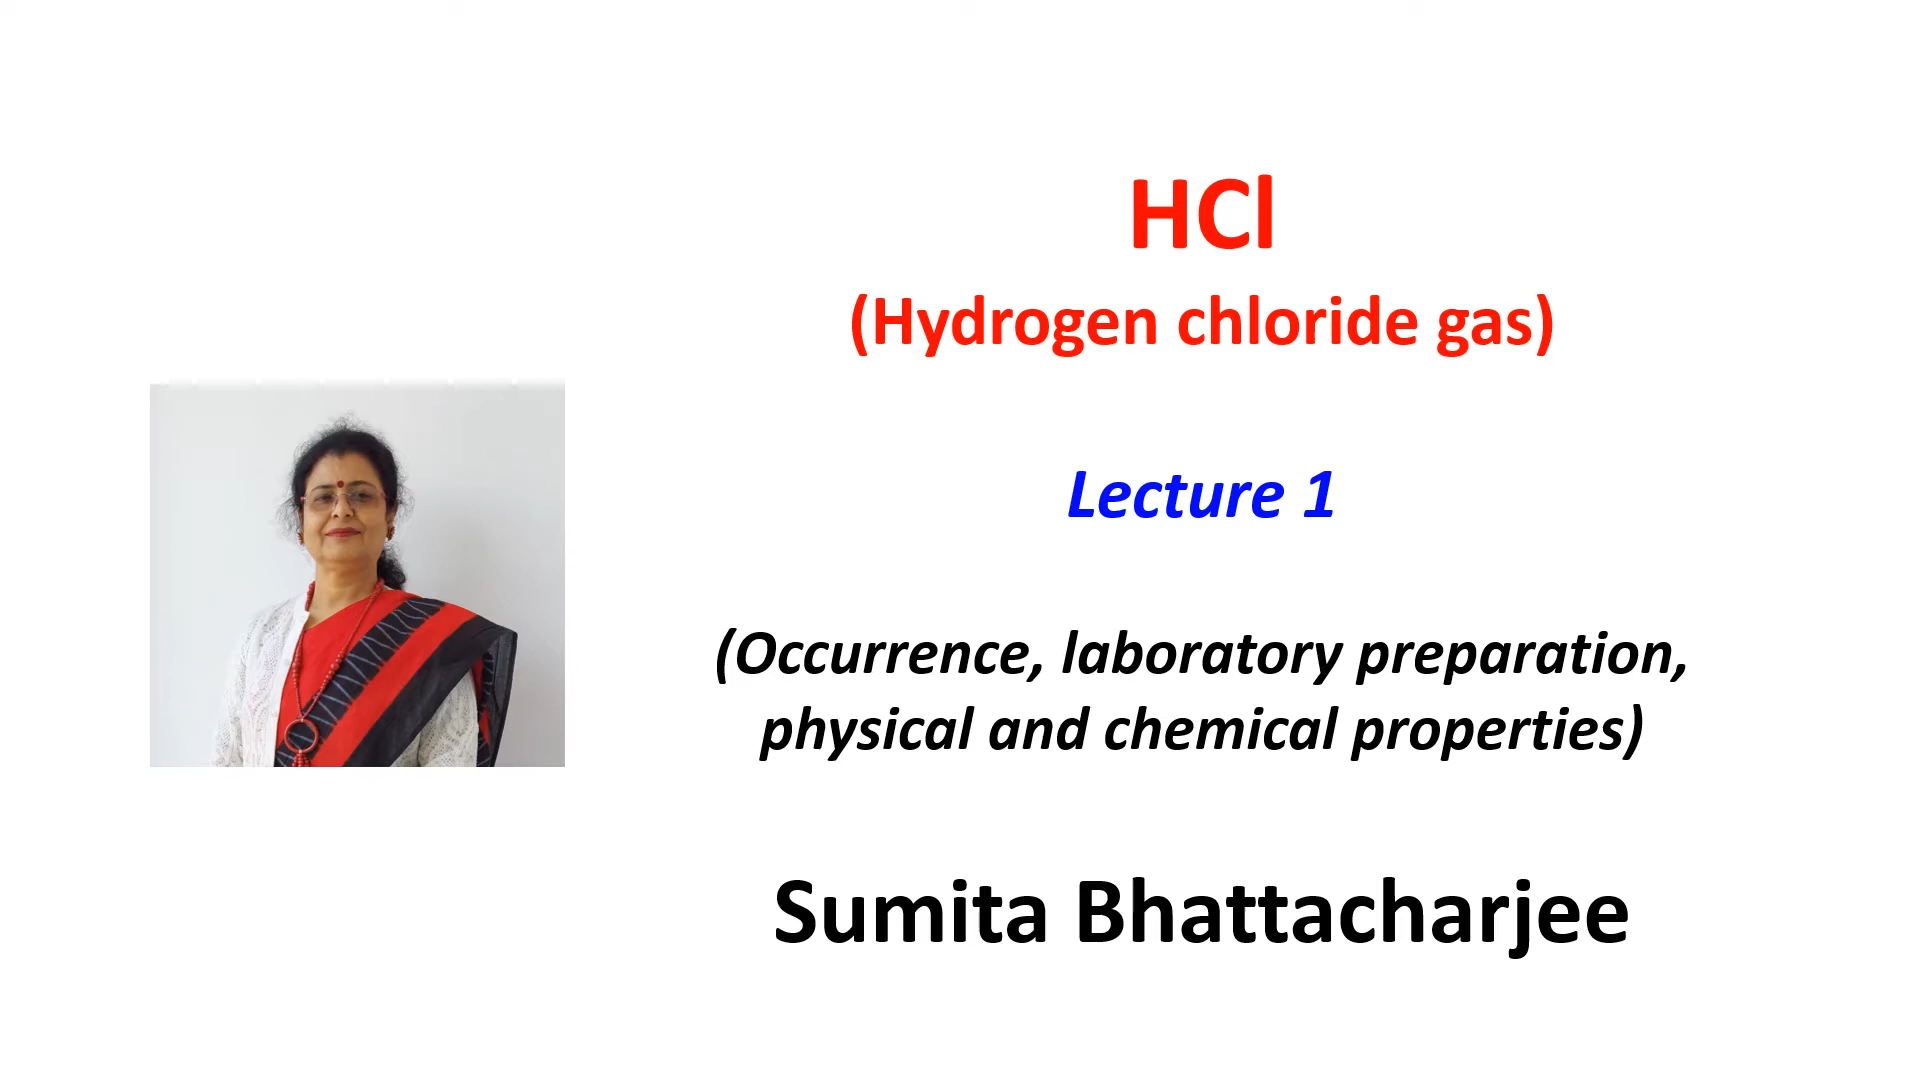 HCl
(Hydrogen chloride gas)
Lecture 1
(Occurrence, laboratory preparation,
physical and chemical properties)
Sumita Bhattacharjee